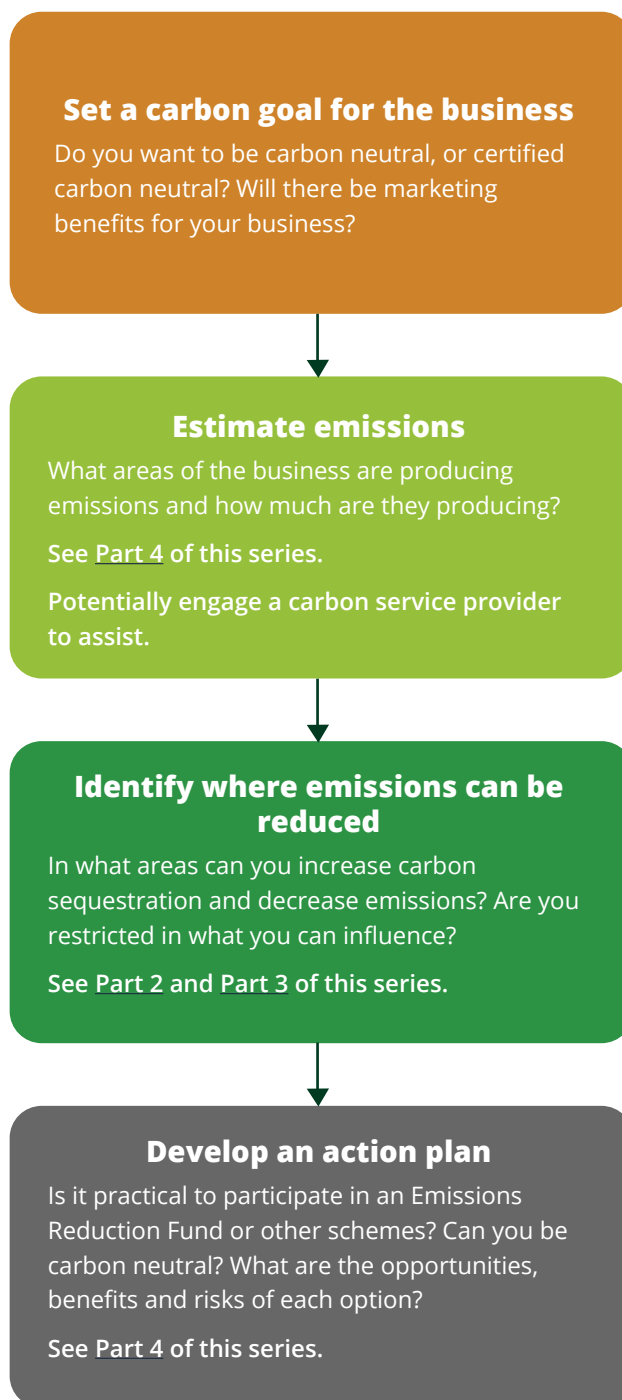 Set a carbon goal for the business
Do you want to be carbon neutral, or certified
carbon neutral? Will there be marketing
benefits for your business?
Estimate emissions
What areas of the business are producing
emissions and how much are they producing?
See Part 4 of this series.
Potentially engage a carbon service provider
to assist.
Identify where emissions can be
reduced
In what areas can you increase carbon
sequestration and decrease emissions? Are you
restricted in what you can influence?
See Part 2 and Part 3 of this series.
Develop an action plan
Is it practical to participate in an Emissions
Reduction Fund or other schemes? Can you be
carbon neutral? What are the opportunities,
benefits and risks of each option?
See Part 4 of this series.